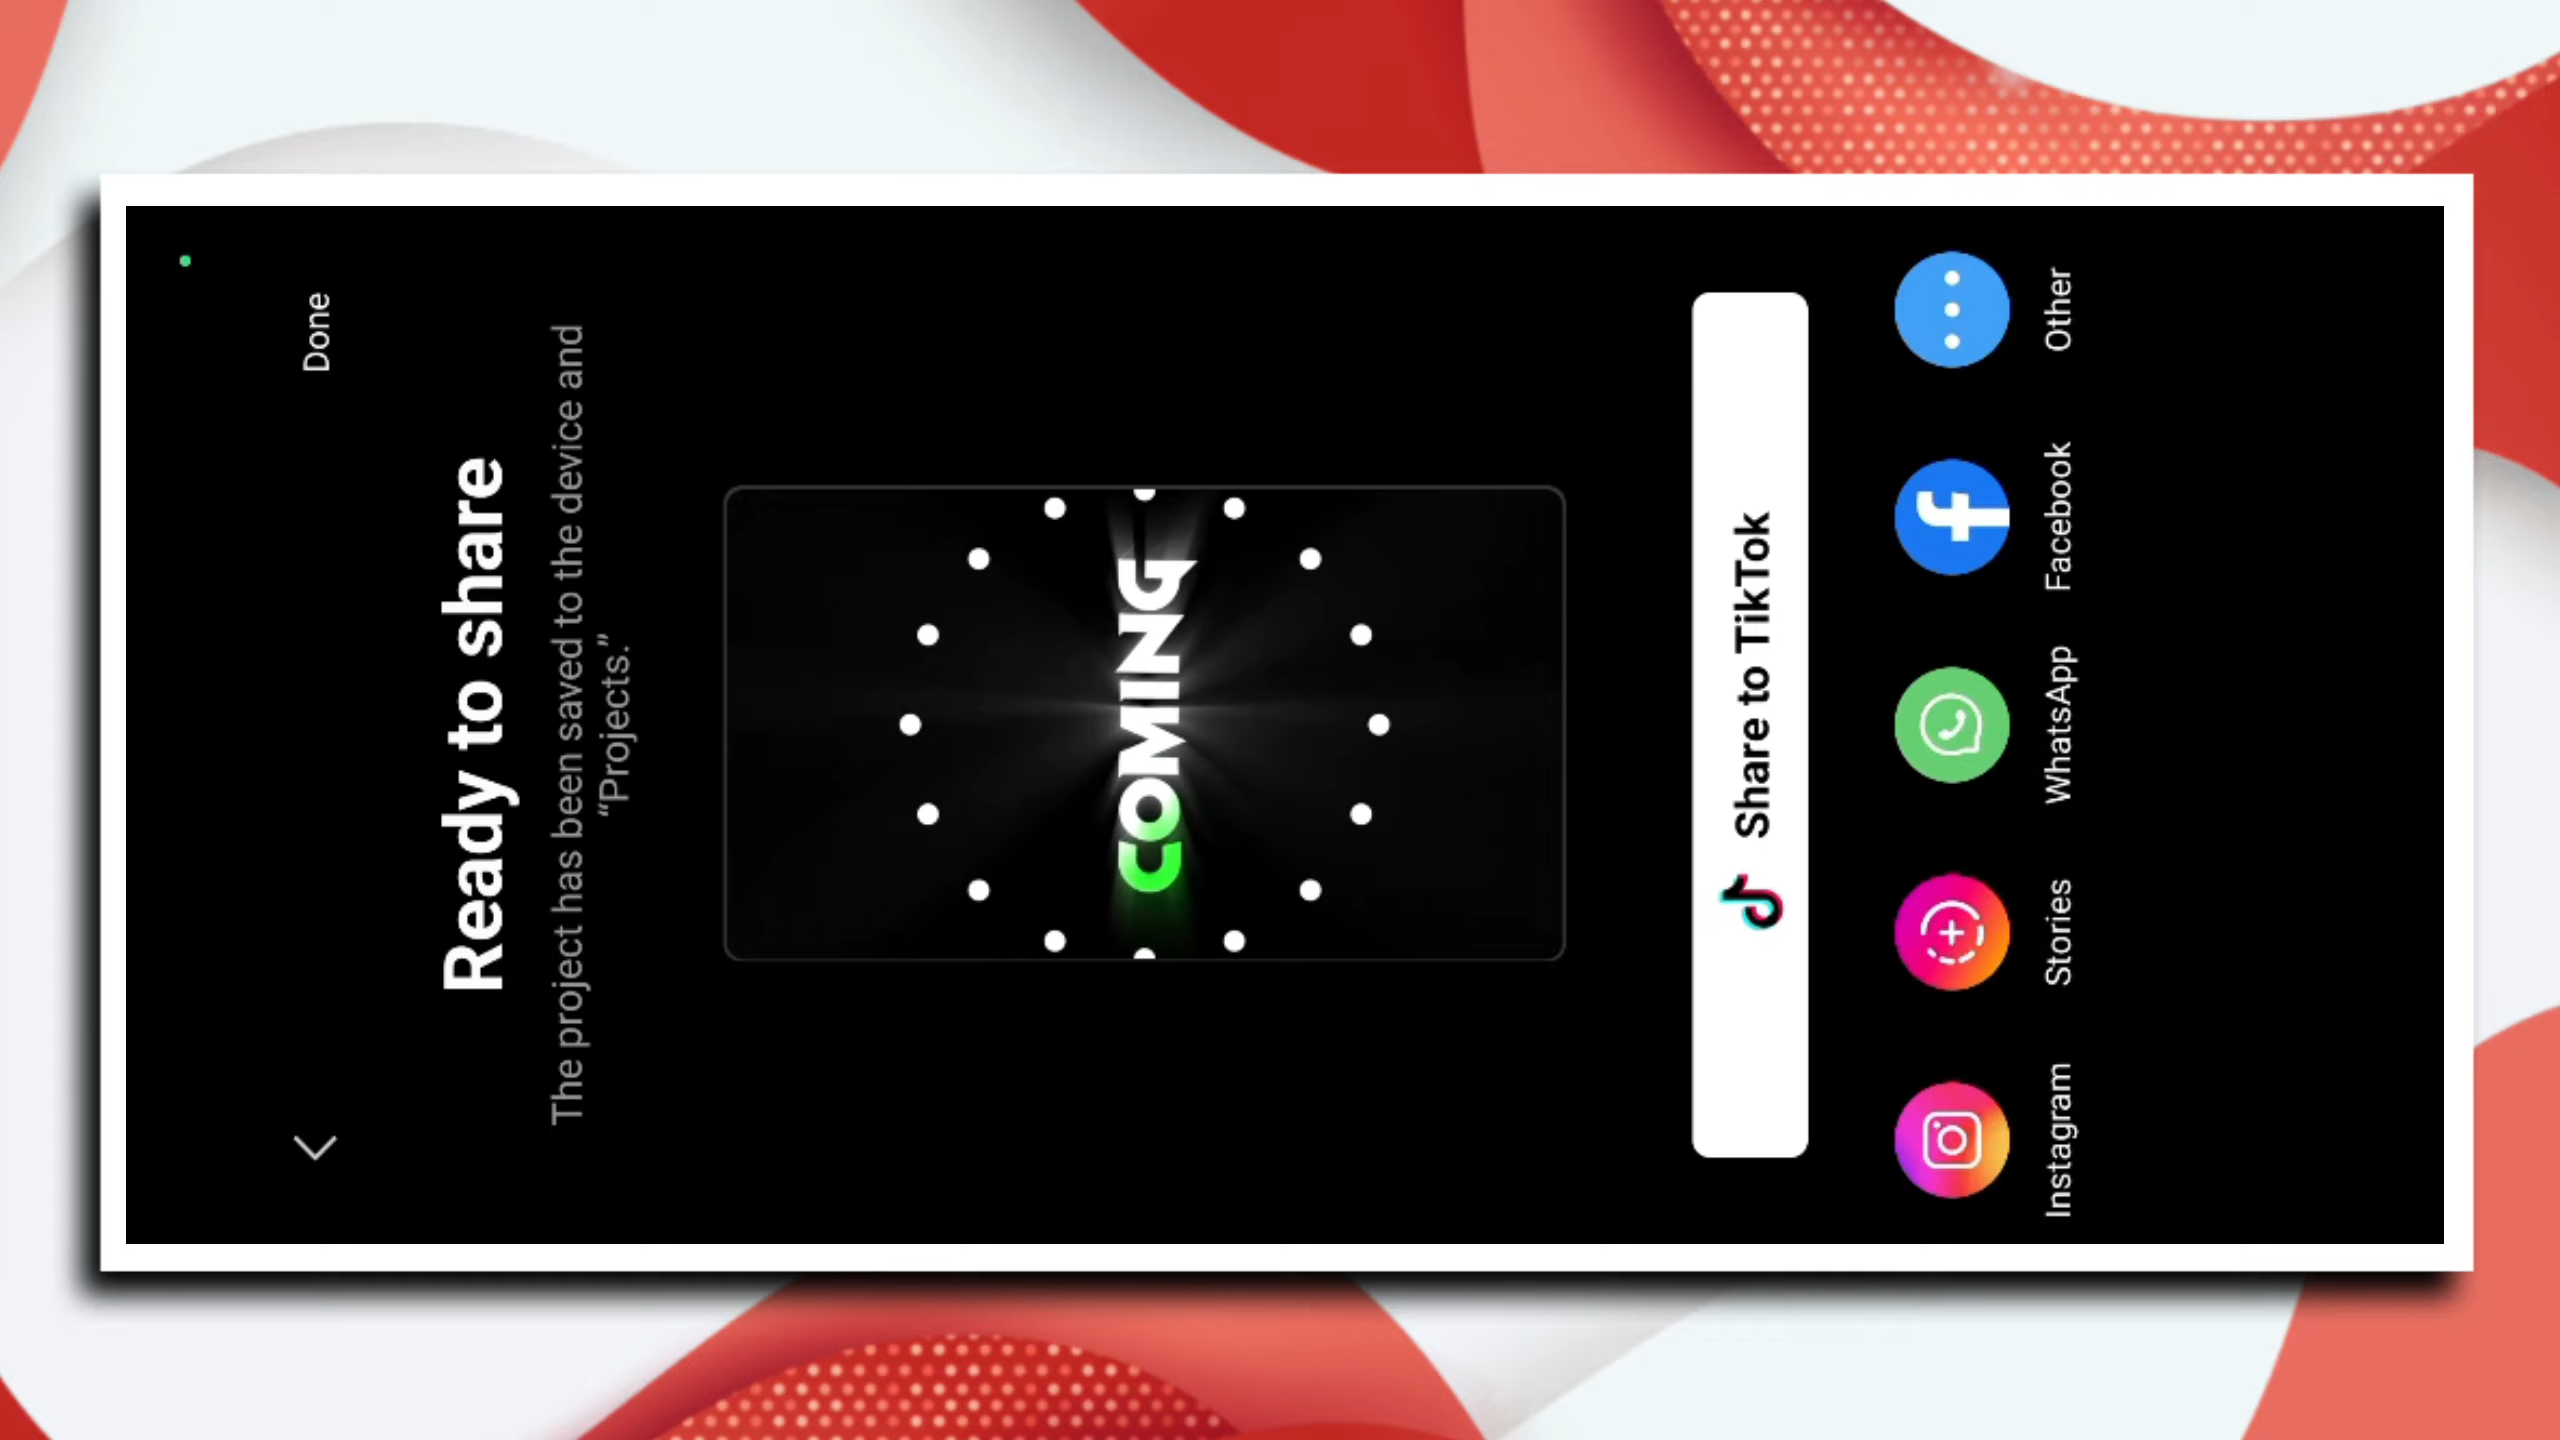 Done
Ready to share
The project has been saved to the device and
“Projects.”
COMING
Share to TikTok
Instagram
Stories
WhatsApp
Facebook
Other